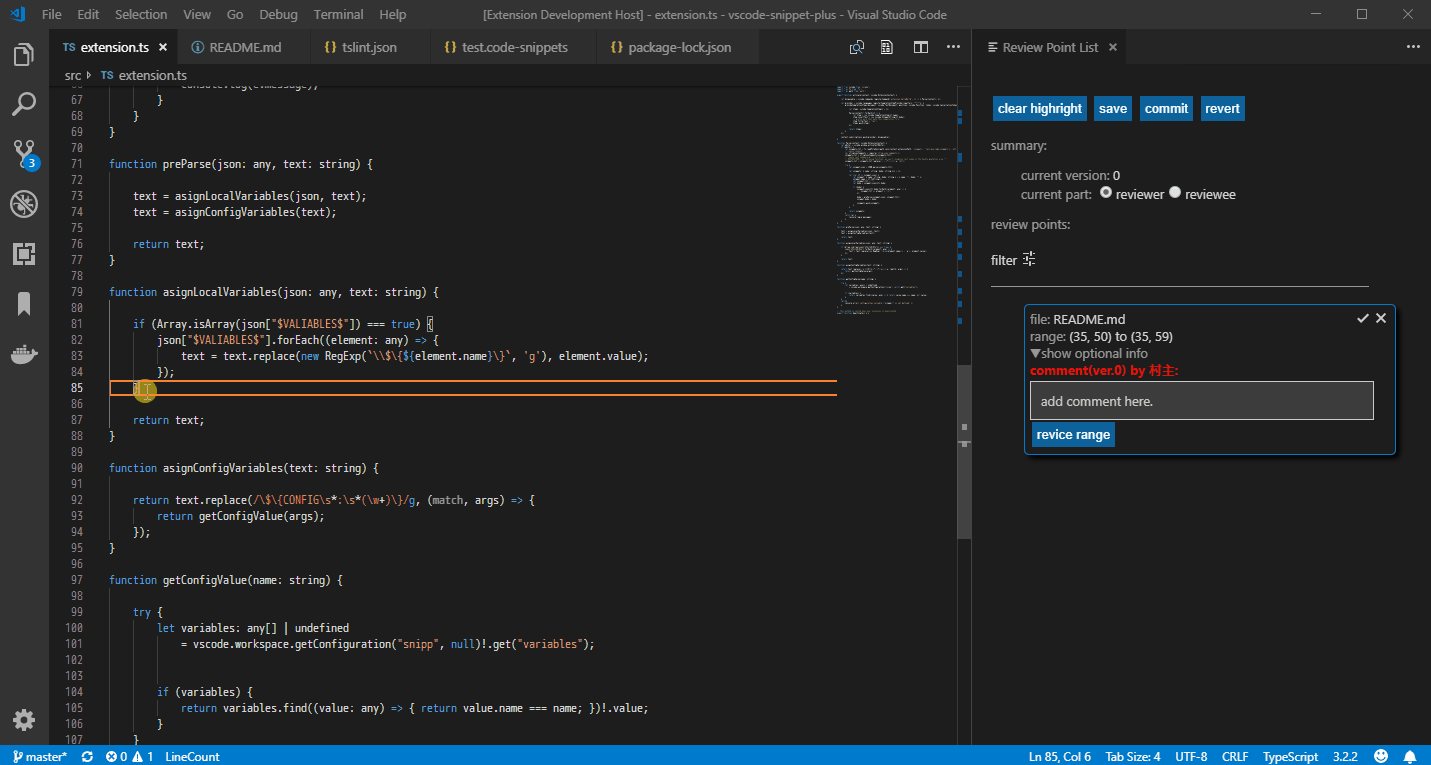 File Edit Selection View Go Debug Terminal Help [Extension Development Host] - extension.ts - vscode-snippet-plus - Visual Studio Code
TS extension.ts README.md {} tslint.json {} test.code-snippets {} package-lock.json
Review Point List
src TS extension.ts
67 }
68 }
69 }
70
71 function preParse(json: any, text: string) {
72
73 text = asignLocalVariables(json, text);
74 text = asignConfigVariables(text);
75
76 return text;
77 }
78
79 function asignLocalVariables(json: any, text: string) {
80
81 if (Array.isArray(json["$VALIABLES$"]) === true) {
82 json["$VALIABLES$"].forEach((element: any) => {
83 text = text.replace(new RegExp(`\\$\{${element.name}\}`, 'g'), element.value);
84 });
85 }
86
87 return text;
88 }
89
90 function asignConfigVariables(text: string) {
91
92 return text.replace(/\$\{CONFIG\s*:\s*(\w+)\}/g, (match, args) => {
93 return getConfigValue(args);
94 });
95 }
96
97 function getConfigValue(name: string) {
98
99 try {
100 let variables: any[] | undefined
101 = vscode.workspace.getConfiguration("snipp", null)!.get("variables");
102
103
104 if (variables) {
105 return variables.find((value: any) => { return value.name === name; })!.value;
106 }
107 }
3
clear highright save commit revert
summary:
current version: 0
current part: reviewer reviewee
review points:
filter
file: README.md
range: (35, 50) to (35, 59)
▼show optional info
comment(ver.0) by 村主:
add comment here.
revice range
master* 0 1 LineCount Ln 85, Col 6 Tab Size: 4 UTF-8 CRLF TypeScript 3.2.2